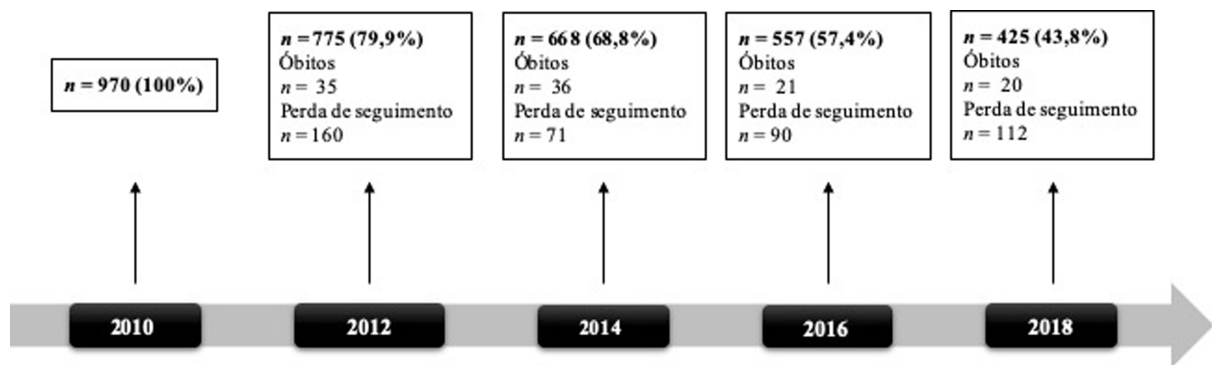 n = 970 (100%)
n = 775 (79,9%)
Óbitos
n = 35
Perda de seguimento
n = 160
n = 668 (68,8%)
Óbitos
n = 36
Perda de seguimento
n = 71
n = 557 (57,4%)
Óbitos
n = 21
Perda de seguimento
n = 90
n = 425 (43,8%)
Óbitos
n = 20
Perda de seguimento
n = 112
2010
2012
2014
2016
2018